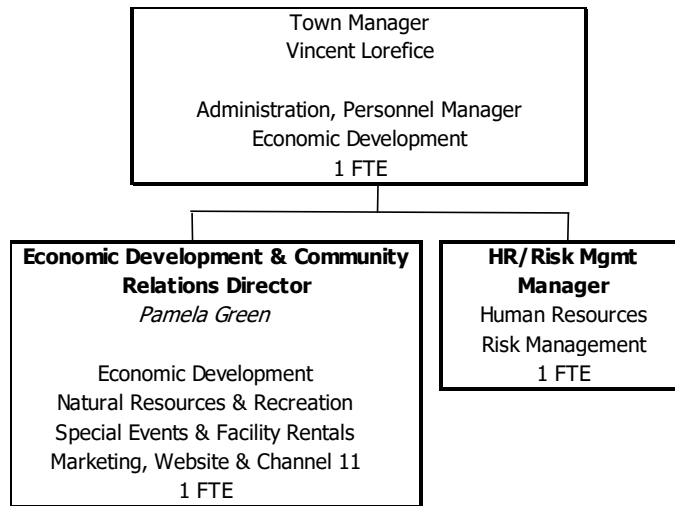 Town Manager
Vincent Lorefice
Administration, Personnel Manager
Economic Development
1 FTE
Economic Development & Community
Relations Director
Pamela Green
Economic Development
Natural Resources & Recreation
Special Events & Facility Rentals
Marketing, Website & Channel 11
1 FTE
HR/Risk Mgmt
Manager
Human Resources
Risk Management
1 FTE